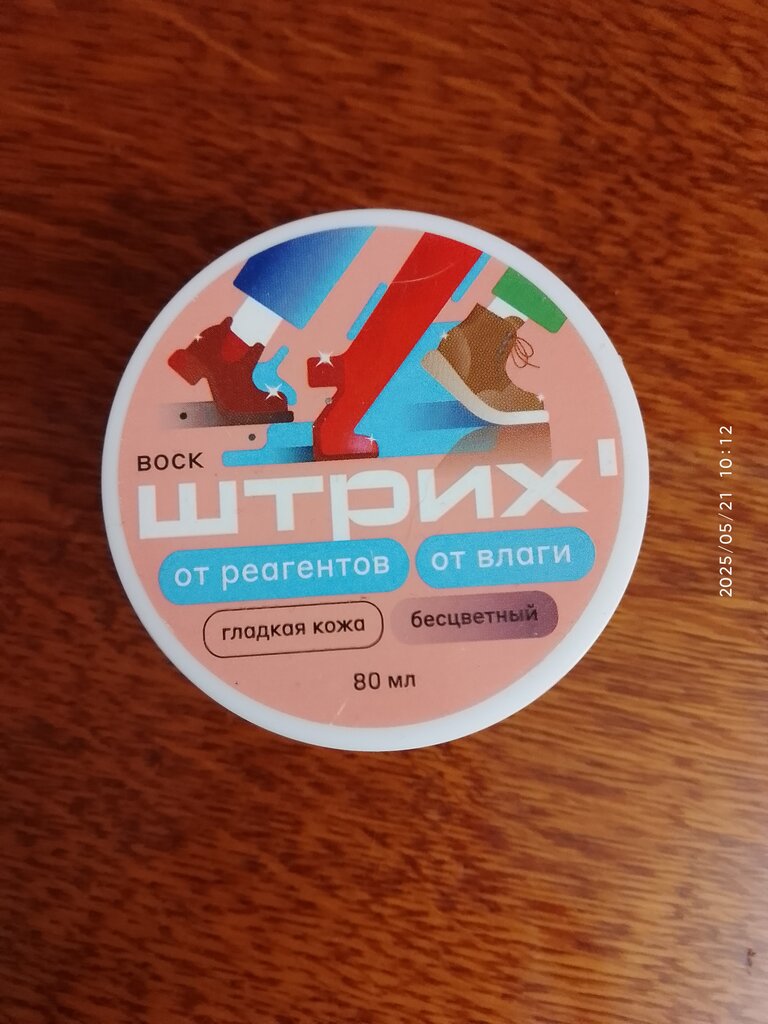 воск
штрих'
от реагентов от влаги
гладкая кожа бесцветный
80 мл
2025/05/21 10:12